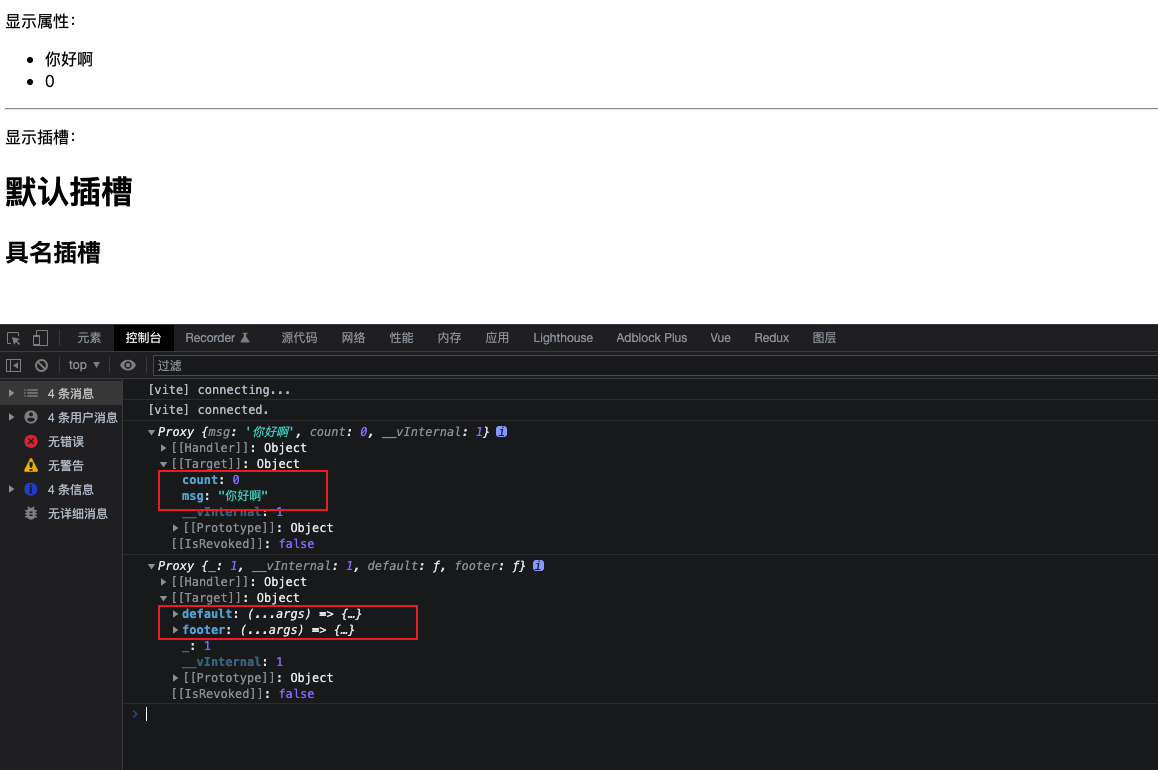 显示属性：
你好啊
0
显示插槽：
默认插槽
具名插槽
元素 控制台 Recorder 源代码 网络 性能 内存 应用 Lighthouse Adblock Plus Vue Redux 图层
top ▼ 过滤
4 条消息
4 条用户消息
无错误
无警告
4 条信息
无详细消息
[vite] connecting...
[vite] connected.
Proxy {msg: '你好啊', count: 0, __vInternal: 1} i
[[Handler]]: Object
[[Target]]: Object
count: 0
msg: "你好啊"
__vInternal: 1
[[Prototype]]: Object
[[IsRevoked]]: false
Proxy {_: 1, __vInternal: 1, default: ƒ, footer: ƒ} i
[[Handler]]: Object
[[Target]]: Object
default: (...args) => {…}
footer: (...args) => {…}
_: 1
__vInternal: 1
[[Prototype]]: Object
[[IsRevoked]]: false